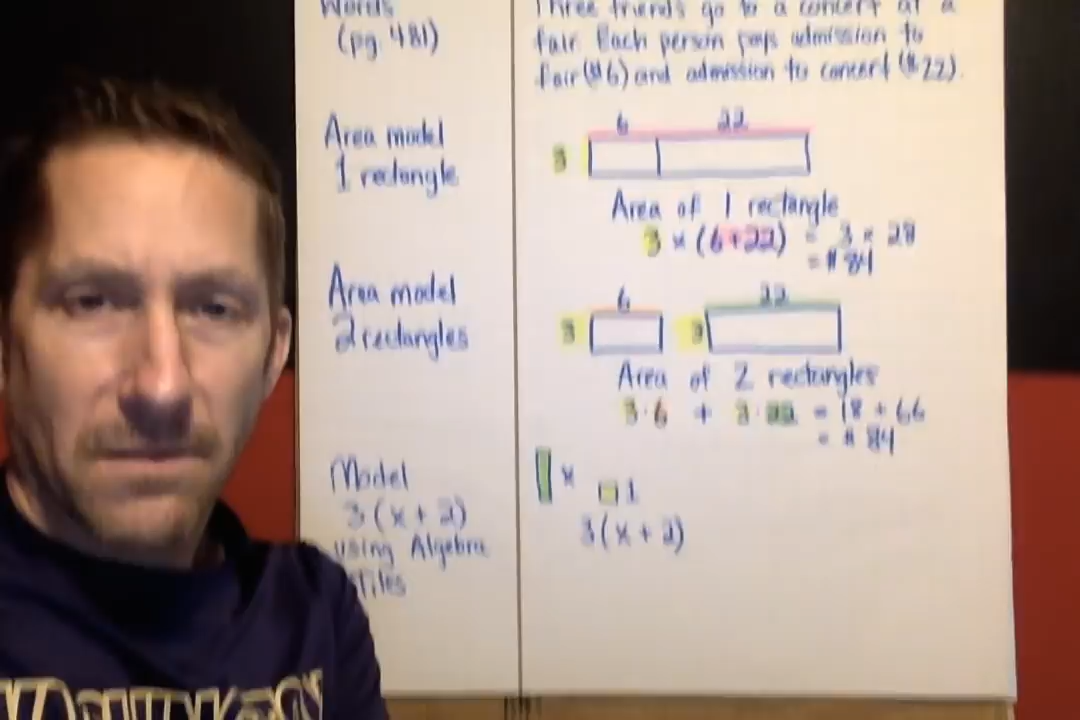 Words
(pg. 481)
Three friends go to a concert at a
fair. Each person pays admission to
fair ($6) and admission to concert ($22).
Area model
1 rectangle
6 22
3
Area of 1 rectangle
3 × (6+22) = 3 × 28
= $84
Area model
2 rectangles
6 22
3 3
Area of 2 rectangles
3·6 + 3·22 = 18 + 66
= $84
Model
3(x+2)
using Algebra
Tiles
x
1
3(x+2)